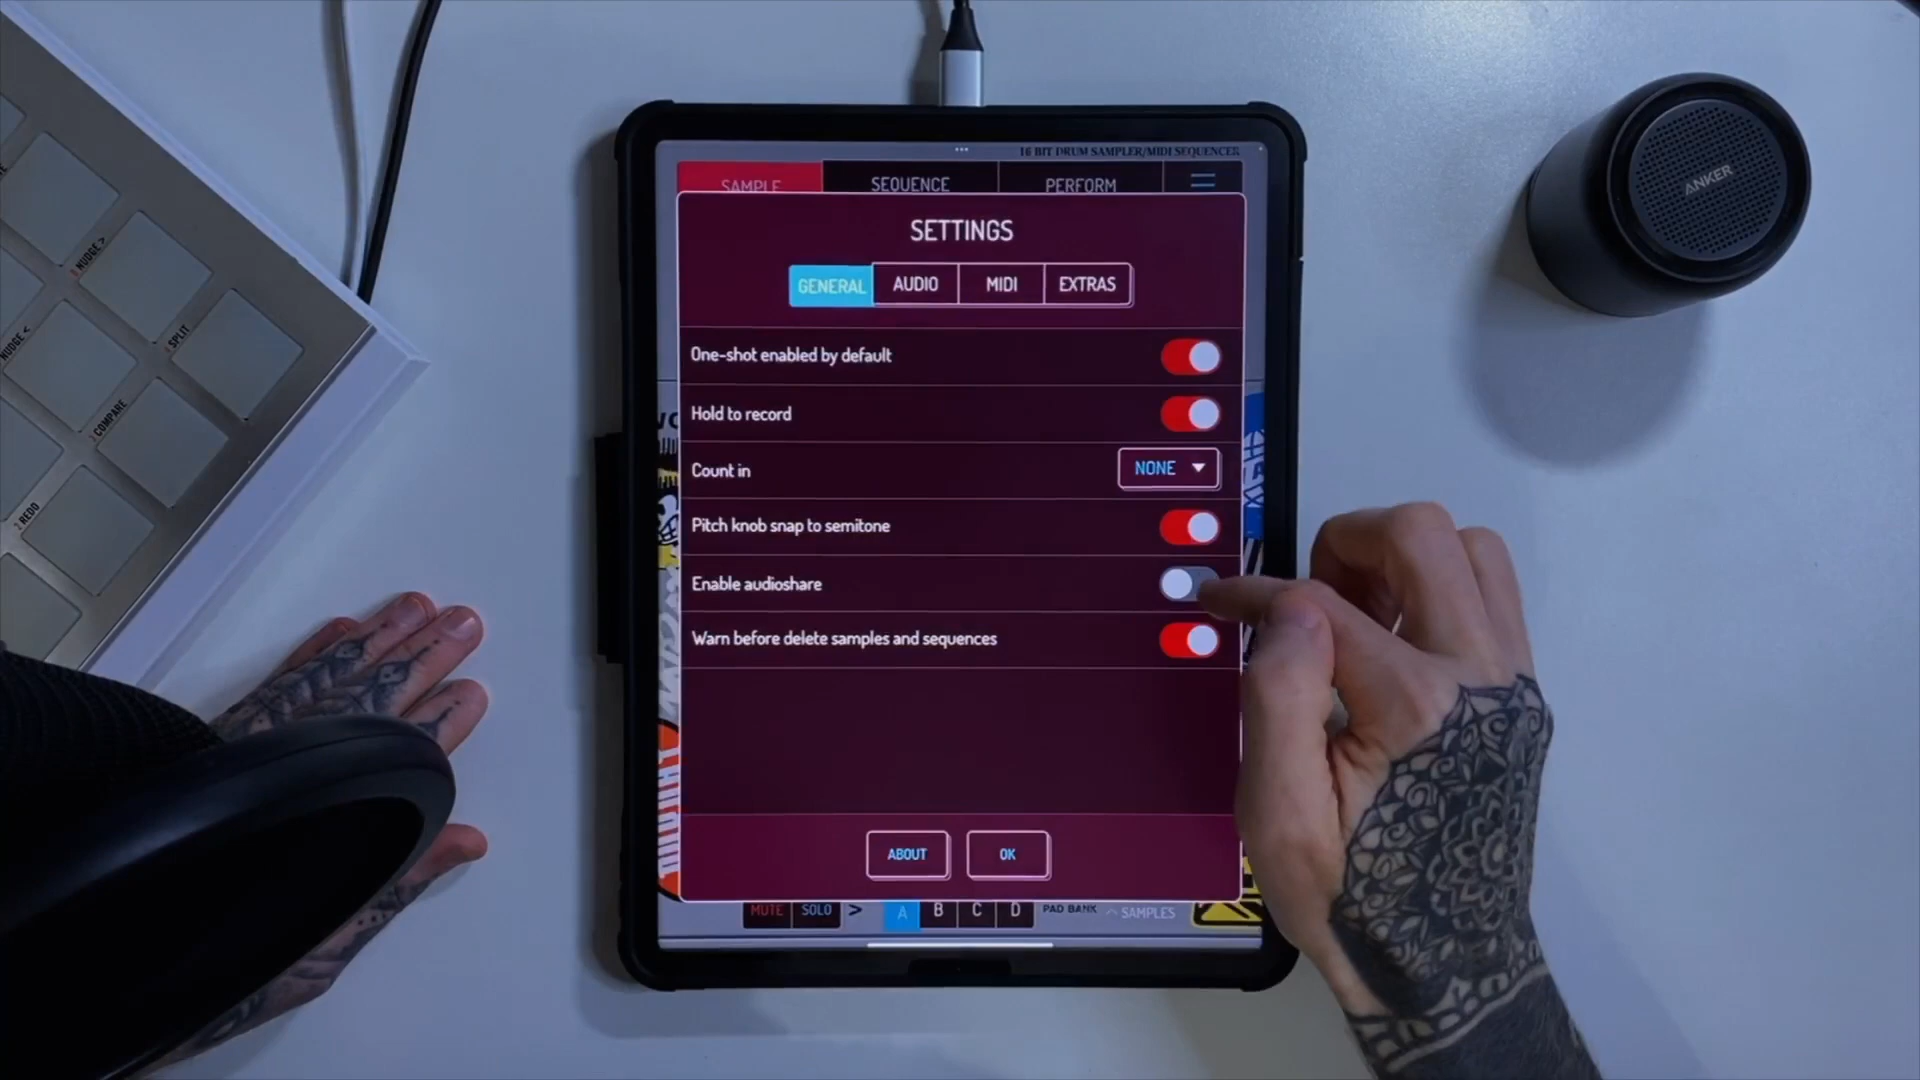 16 BIT DRUM SAMPLER/MIDI SEQUENCER
SAMPLE SEQUENCE PERFORM
SETTINGS
GENERAL AUDIO MIDI EXTRAS
One-shot enabled by default
Hold to record
Count in NONE
Pitch knob snap to semitone
Enable audioshare
Warn before delete samples and sequences
ABOUT OK
MUTE SOLO > A B C D PAD BANK SAMPLES
ANKER
NUDGE >
SPLIT
NUDGE <
COMPARE
REDO